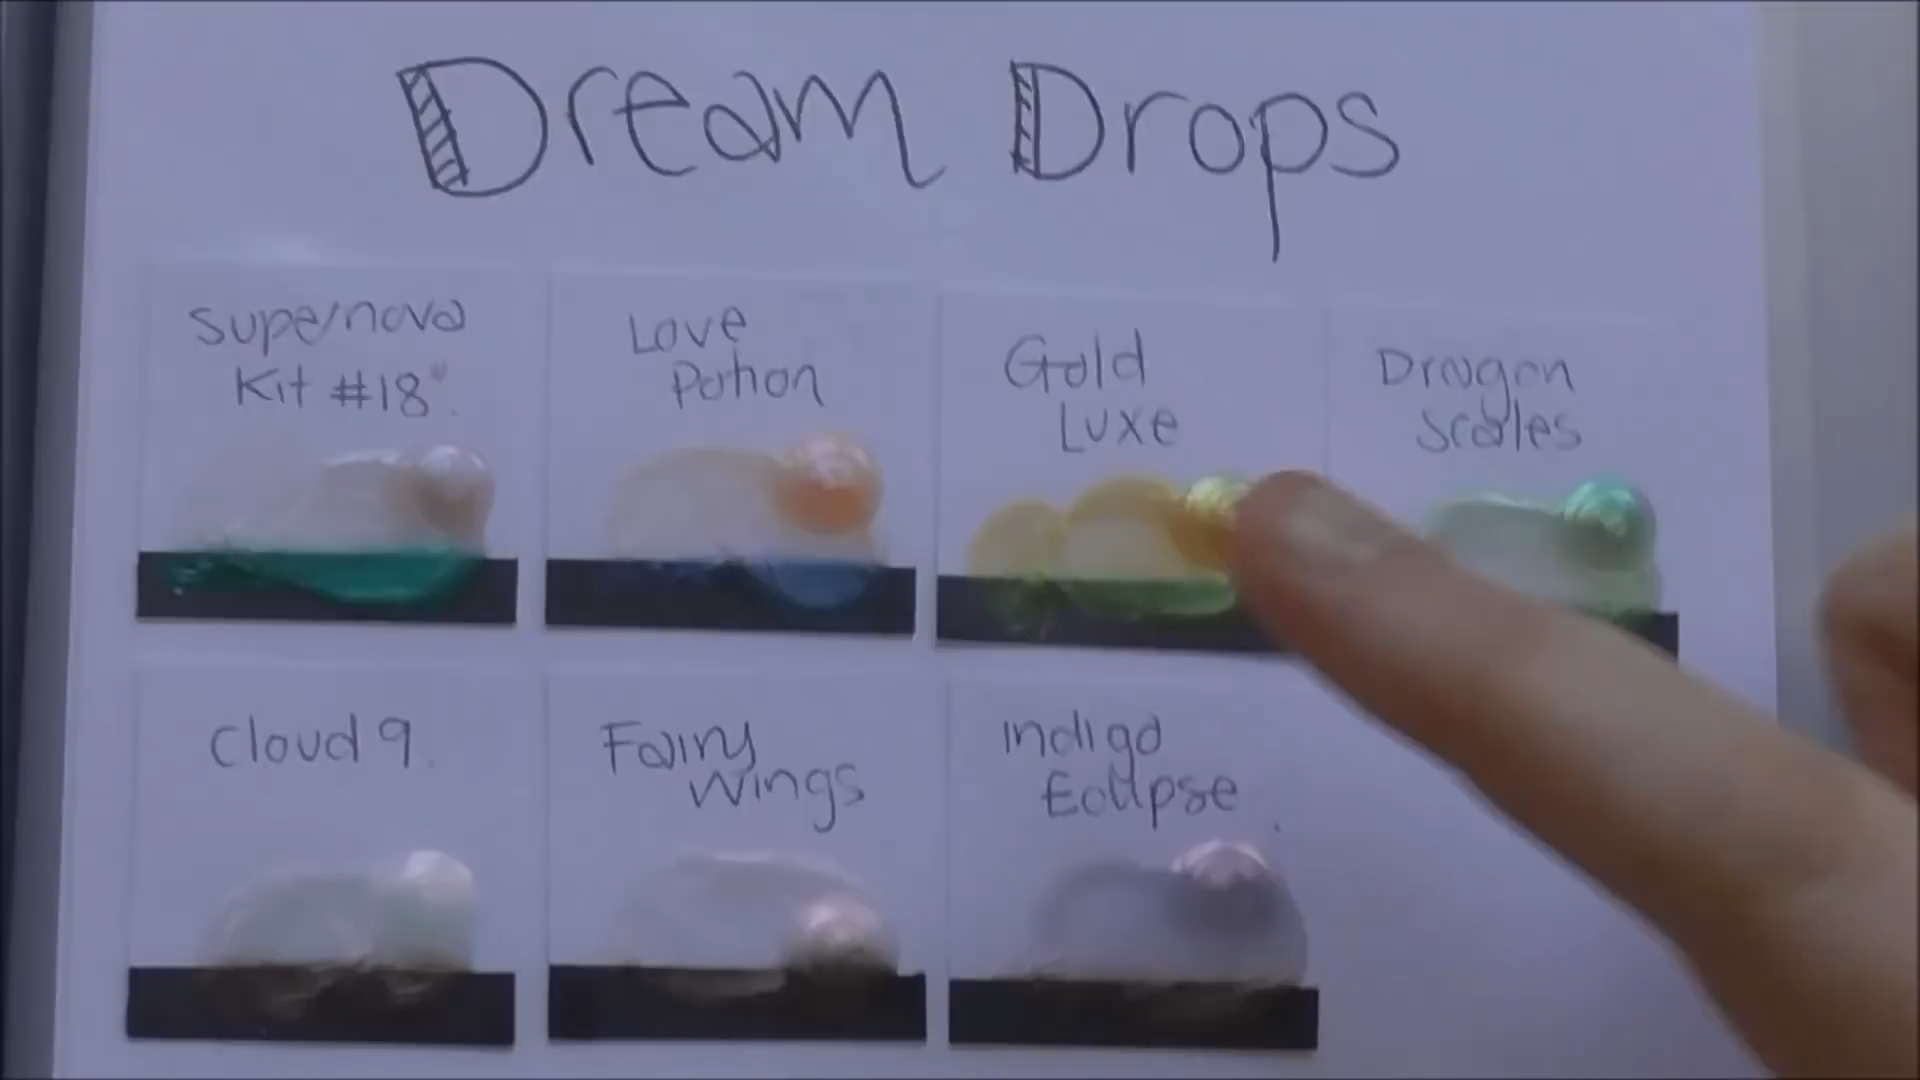 Dream Drops
Supernova
Kit #18
Love
Potion
Gold
Luxe
Dragon
Scales
Cloud 9.
Fairy
Wings
Indigo
Eclipse.